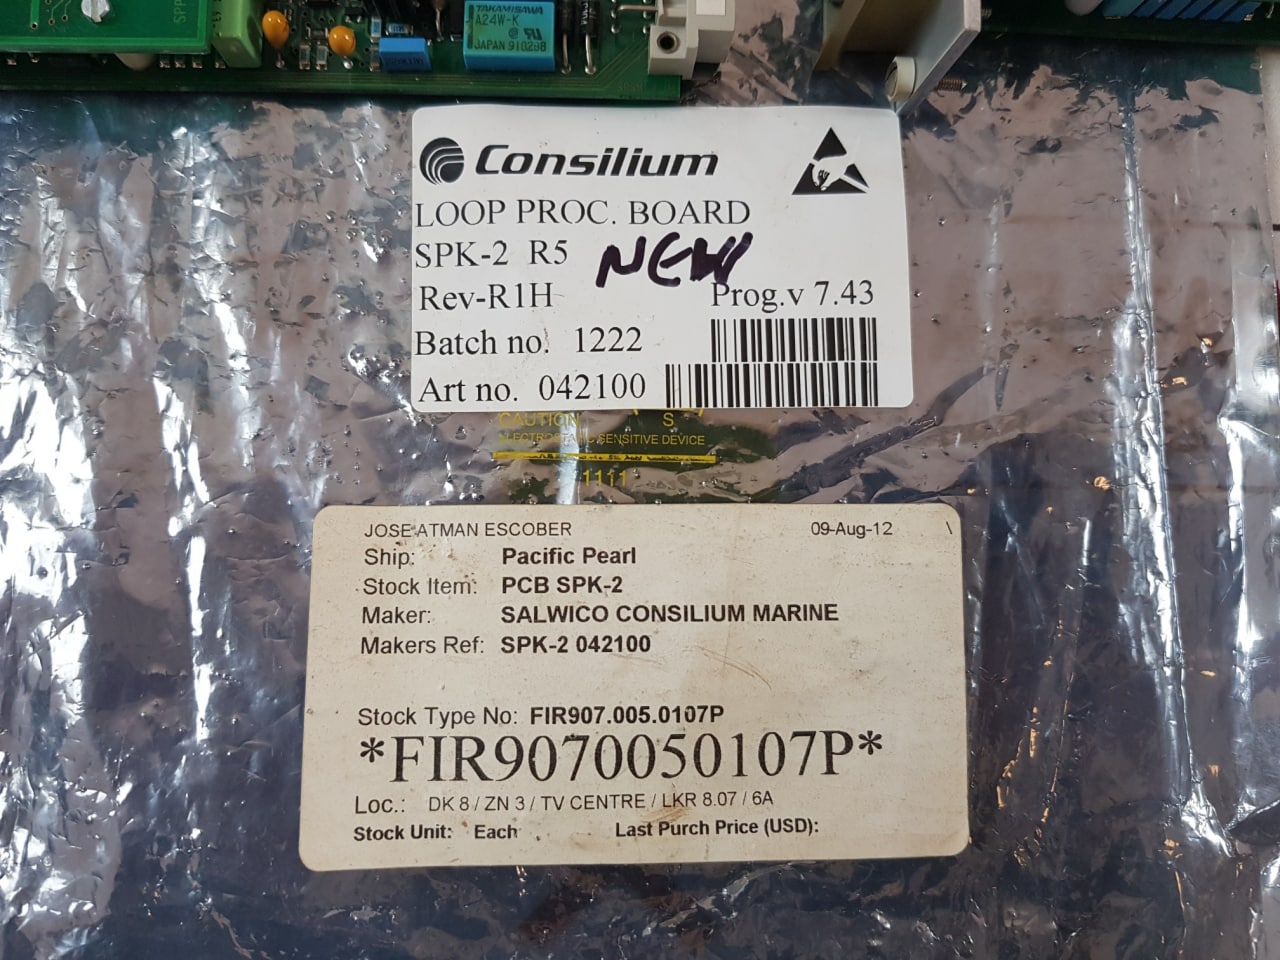 SPP
TAKAMISAWA
A24W-K
JAPAN 9102B8
Consilium
LOOP PROC. BOARD
SPK-2 R5
NEW
Rev-R1H
Prog.v 7.43
Batch no. 1222
Art no. 042100
CAUTION
S
ELECTROSTATIC SENSITIVE DEVICE
1111
JOSE ATMAN ESCOBER 09-Aug-12
Ship: Pacific Pearl
Stock Item: PCB SPK-2
Maker: SALWICO CONSILIUM MARINE
Makers Ref: SPK-2 042100
Stock Type No: FIR907.005.0107P
*FIR9070050107P*
Loc.: DK 8 / ZN 3 / TV CENTRE / LKR 8.07 / 6A
Stock Unit: Each Last Purch Price (USD):